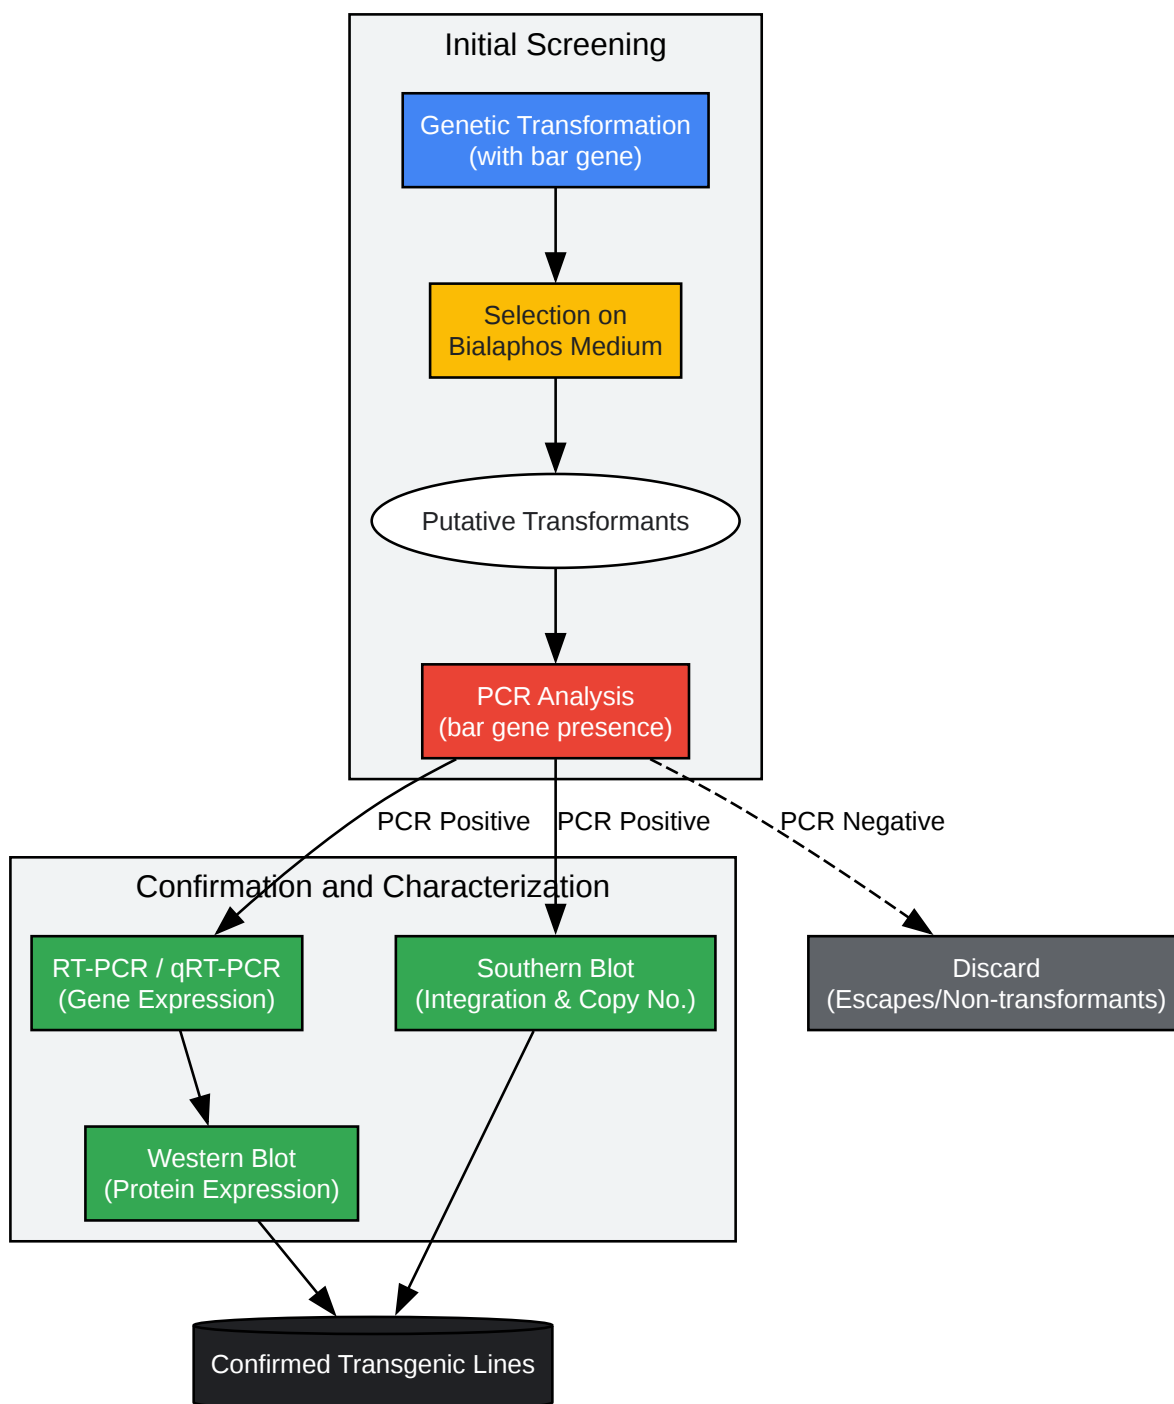 Initial Screening
Genetic Transformation
(with bar gene)
Selection on
Bialaphos Medium
Putative Transformants
PCR Analysis
(bar gene presence)
PCR Positive
PCR Positive
PCR Negative
Confirmation and Characterization
RT-PCR / qRT-PCR
(Gene Expression)
Southern Blot
(Integration & Copy No.)
Discard
(Escapes/Non-transformants)
Western Blot
(Protein Expression)
Confirmed Transgenic Lines